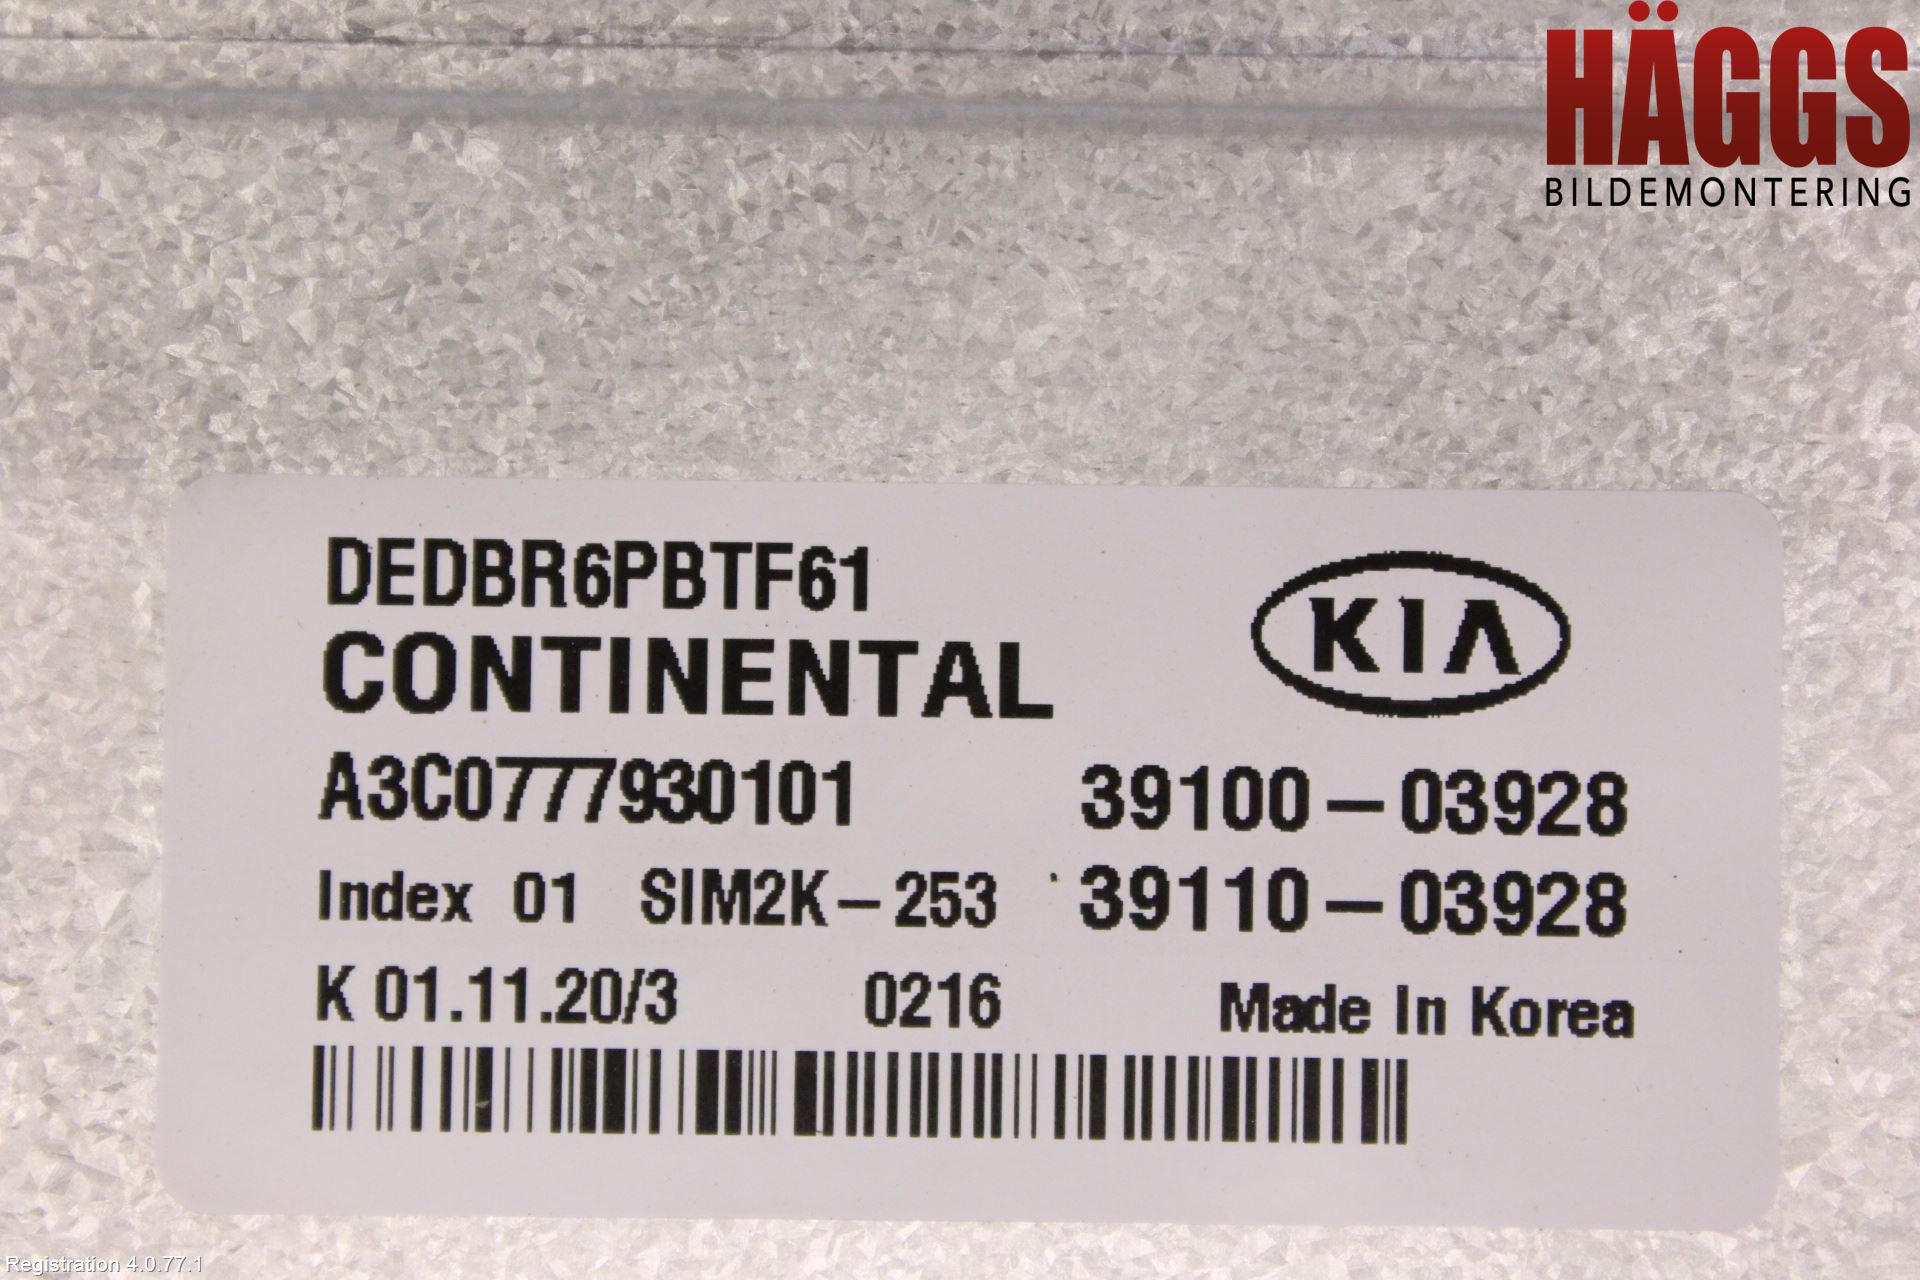 HÄGGS
BILDEMONTERING
DEDBR6PBTF61
KIA
CONTINENTAL
A3C0777930101 39100-03928
Index 01 SIM2K-253 39110-03928
K 01.11.20/3 0216 Made In Korea
Registration 4.0.77.1